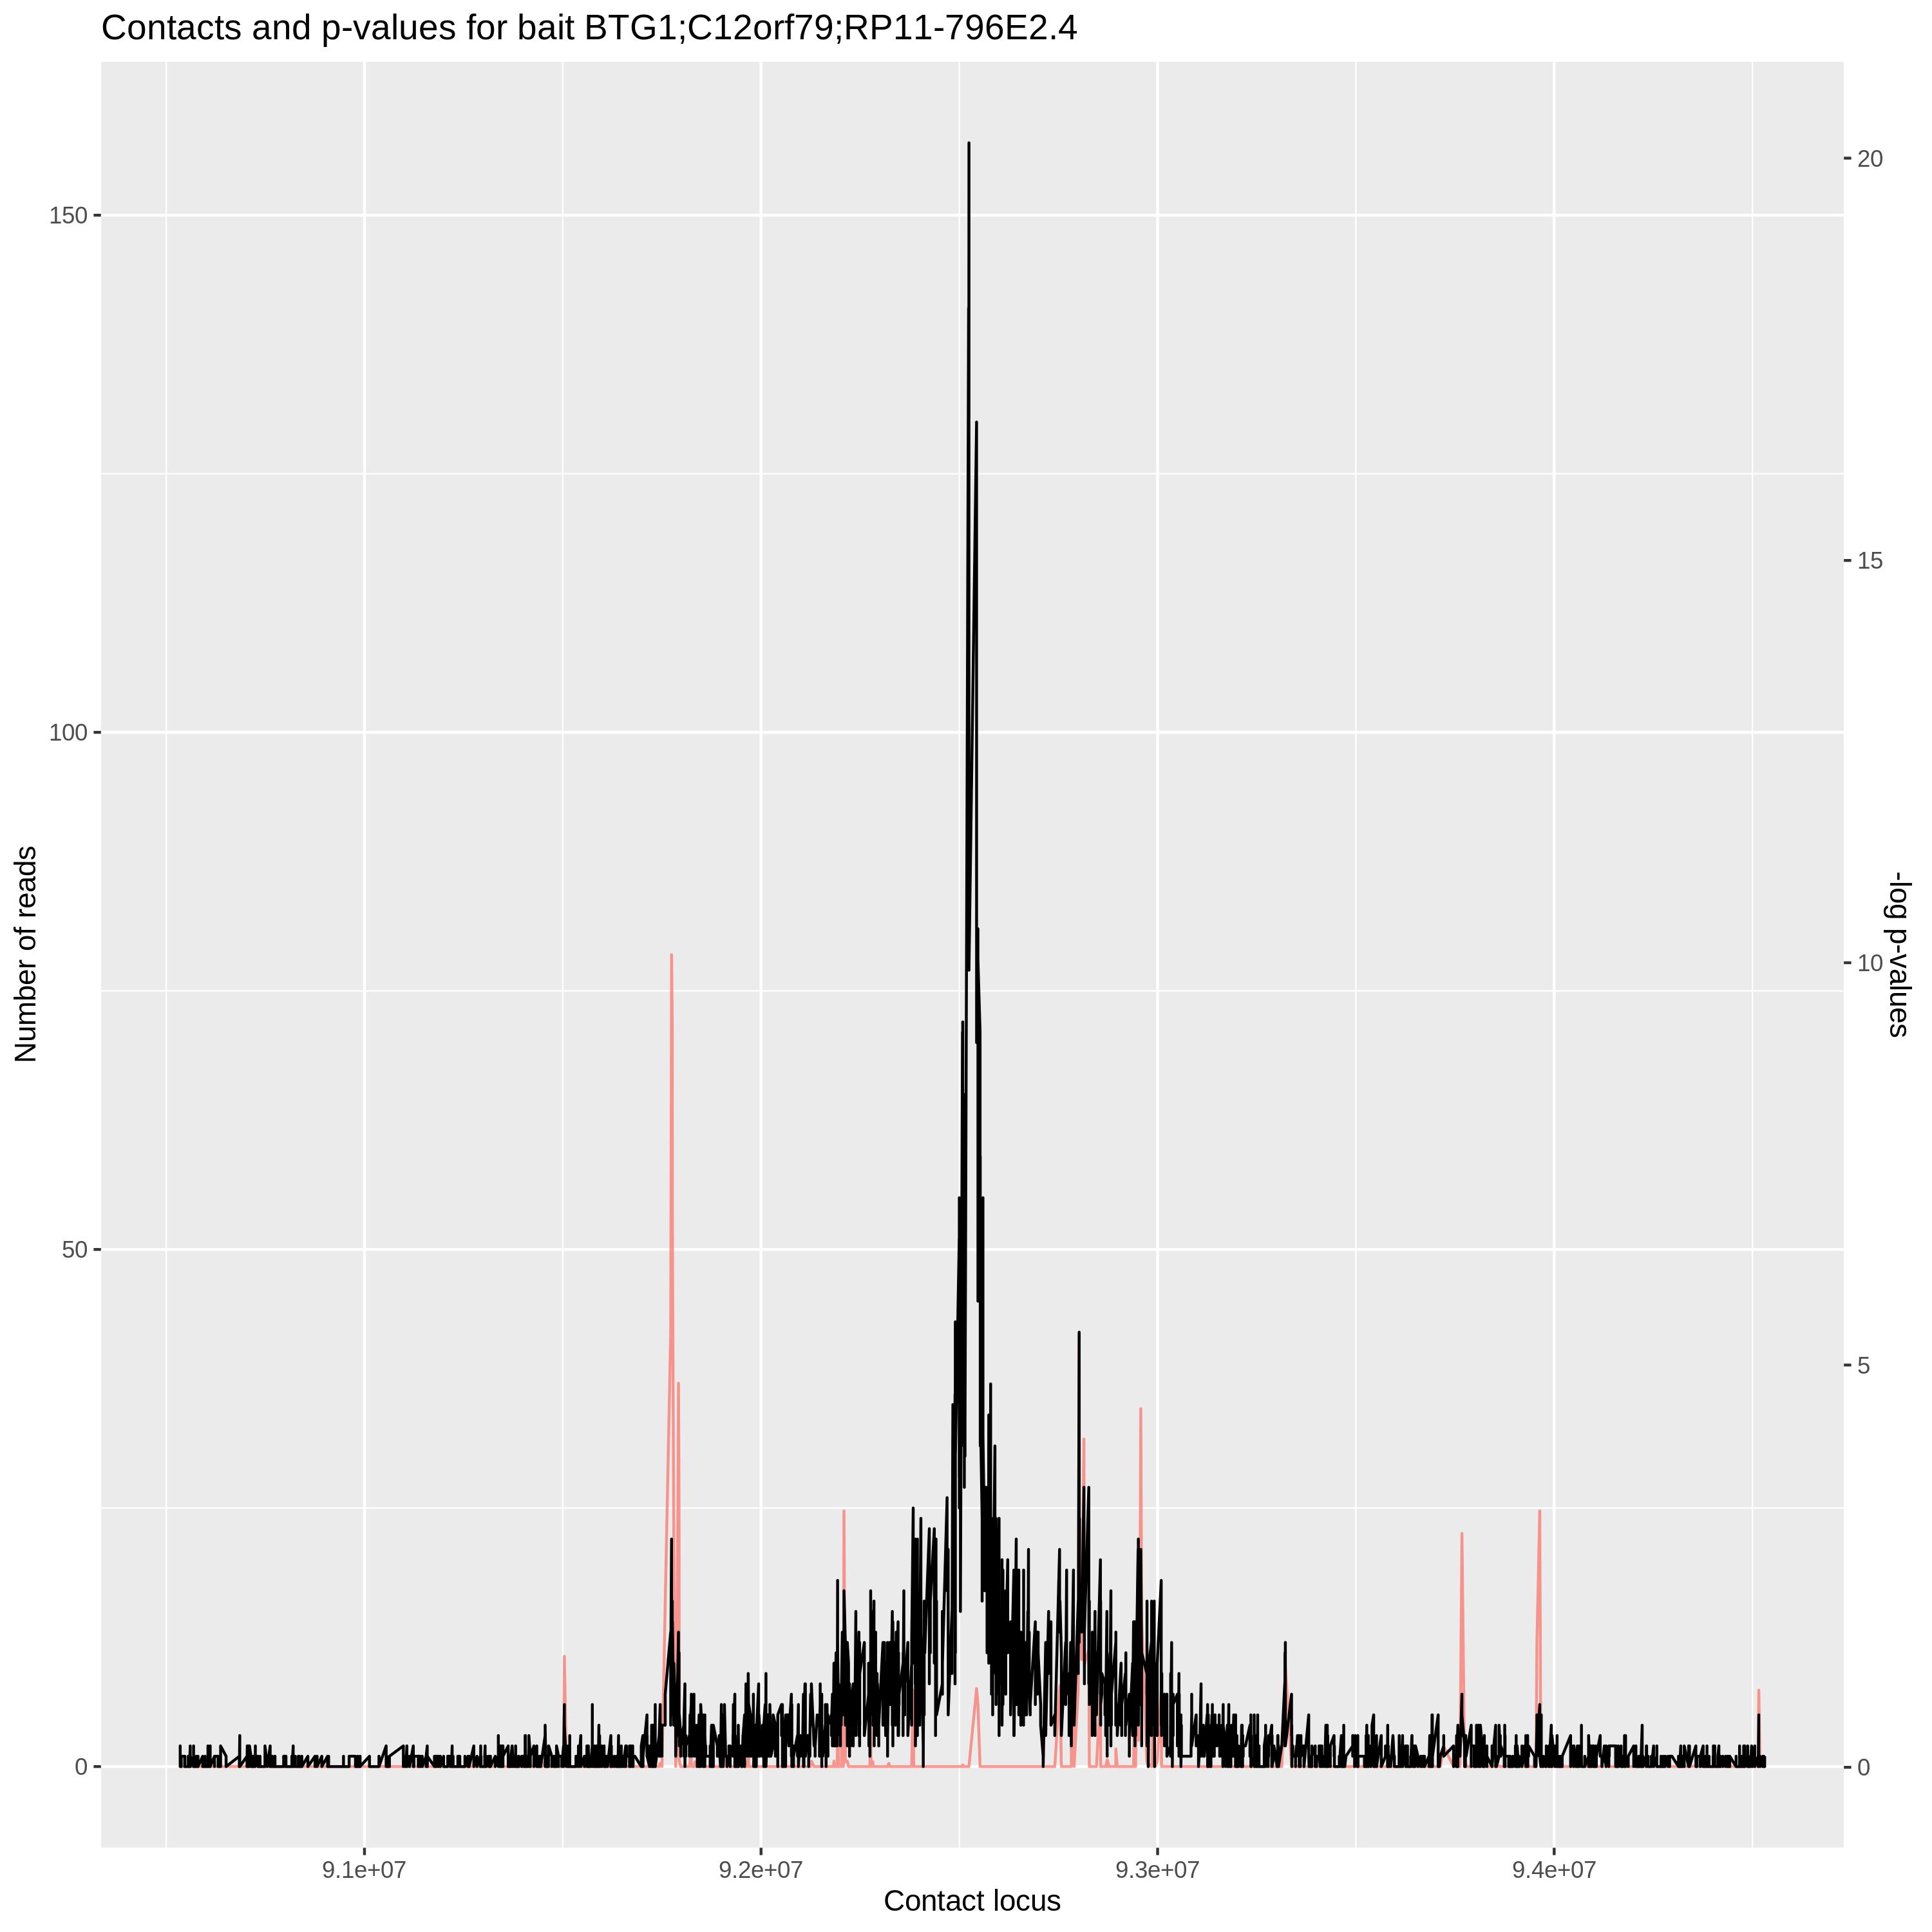 Contacts and p-values for bait BTG1;C12orf79;RP11-796E2.4
150
100
50
0
Number of reads
20
15
10
5
0
-log p-values
9.1e+07
9.2e+07
9.3e+07
9.4e+07
Contact locus